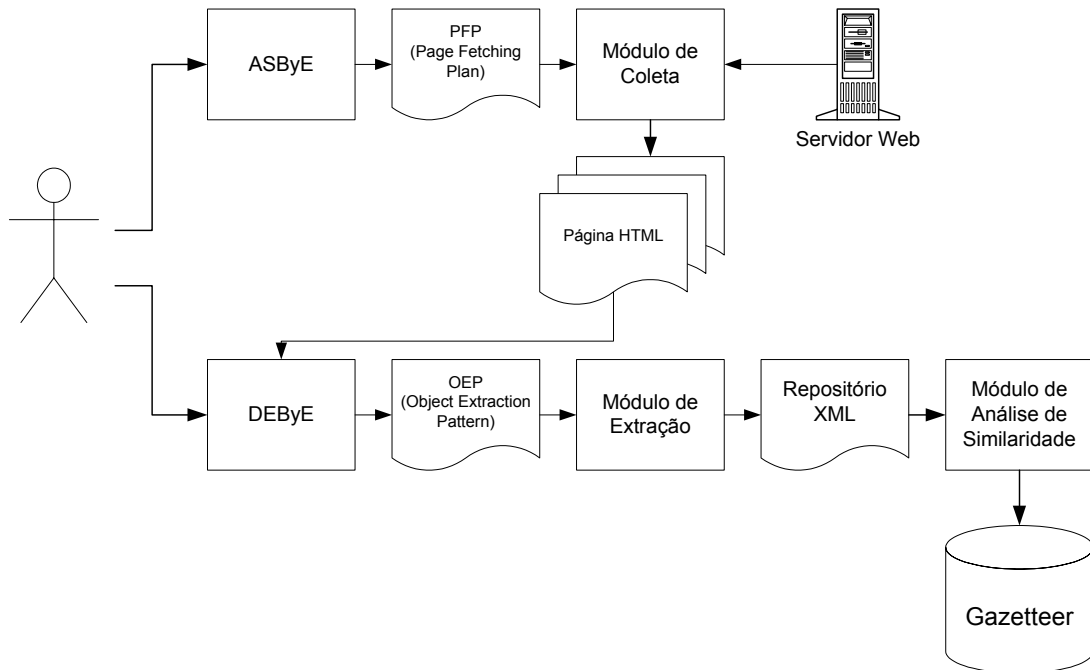 ASByE
PFP
(Page Fetching
Plan)
Módulo de
Coleta
Servidor Web
Página HTML
DEByE
OEP
(Object Extraction
Pattern)
Módulo de
Extração
Repositório
XML
Módulo de
Análise de
Similaridade
Gazetteer